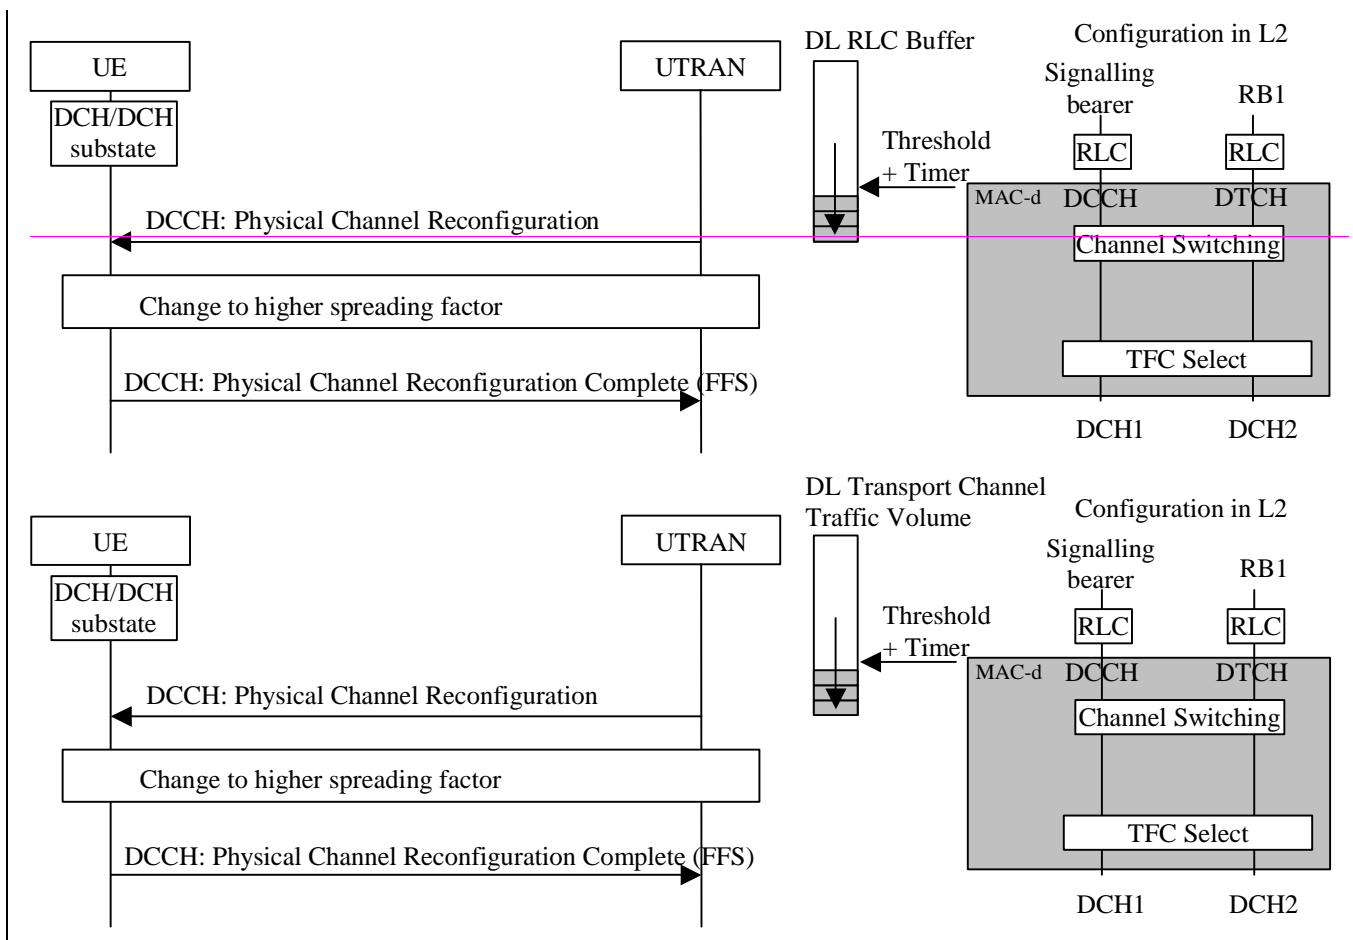 DL RLC Buffer
Configuration in L2
UE
UTRAN
Signalling
bearer
RB1
DCH/DCH
substate
Threshold
+ Timer
RLC
RLC
MAC-d
DCCH
DTCH
DCCH: Physical Channel Reconfiguration
Channel Switching
Change to higher spreading factor
TFC Select
DCCH: Physical Channel Reconfiguration Complete (FFS)
DCH1
DCH2
DL Transport Channel
Traffic Volume
Configuration in L2
UE
UTRAN
Signalling
bearer
RB1
DCH/DCH
substate
Threshold
+ Timer
RLC
RLC
MAC-d
DCCH
DTCH
DCCH: Physical Channel Reconfiguration
Channel Switching
Change to higher spreading factor
TFC Select
DCCH: Physical Channel Reconfiguration Complete (FFS)
DCH1
DCH2